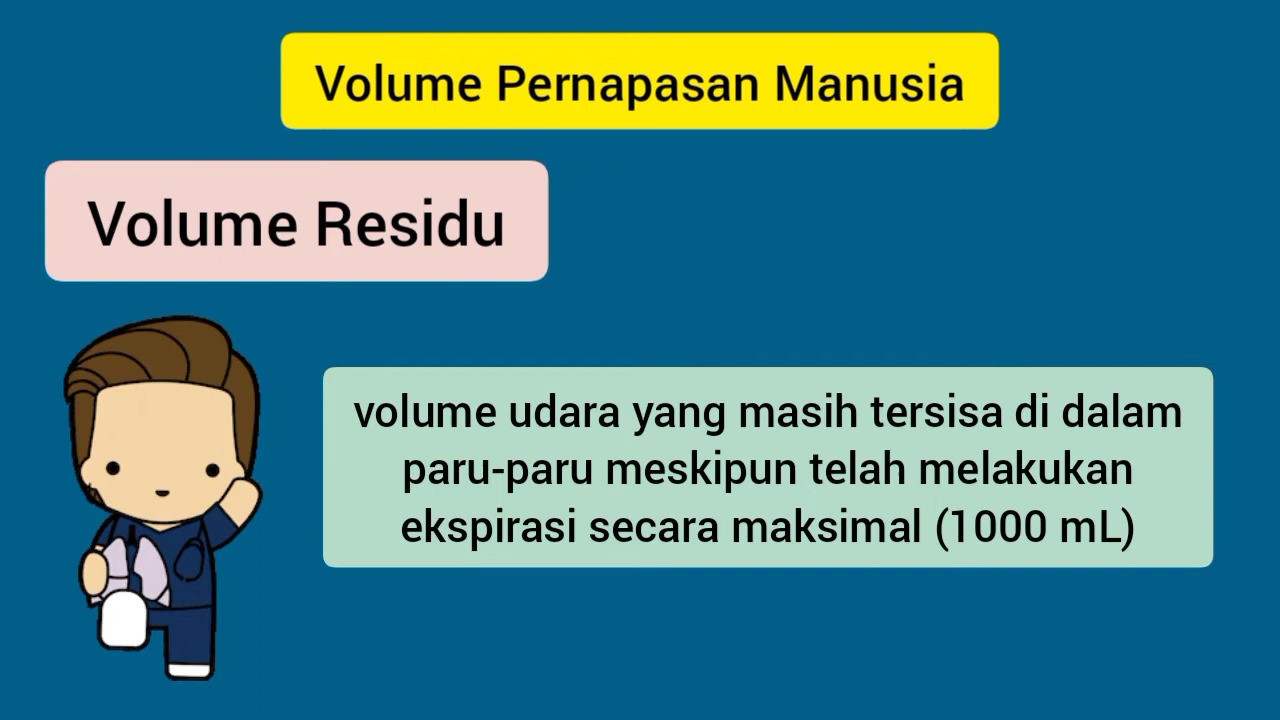 Volume Pernapasan Manusia
Volume Residu
volume udara yang masih tersisa di dalam
paru-paru meskipun telah melakukan
ekspirasi secara maksimal (1000 mL)